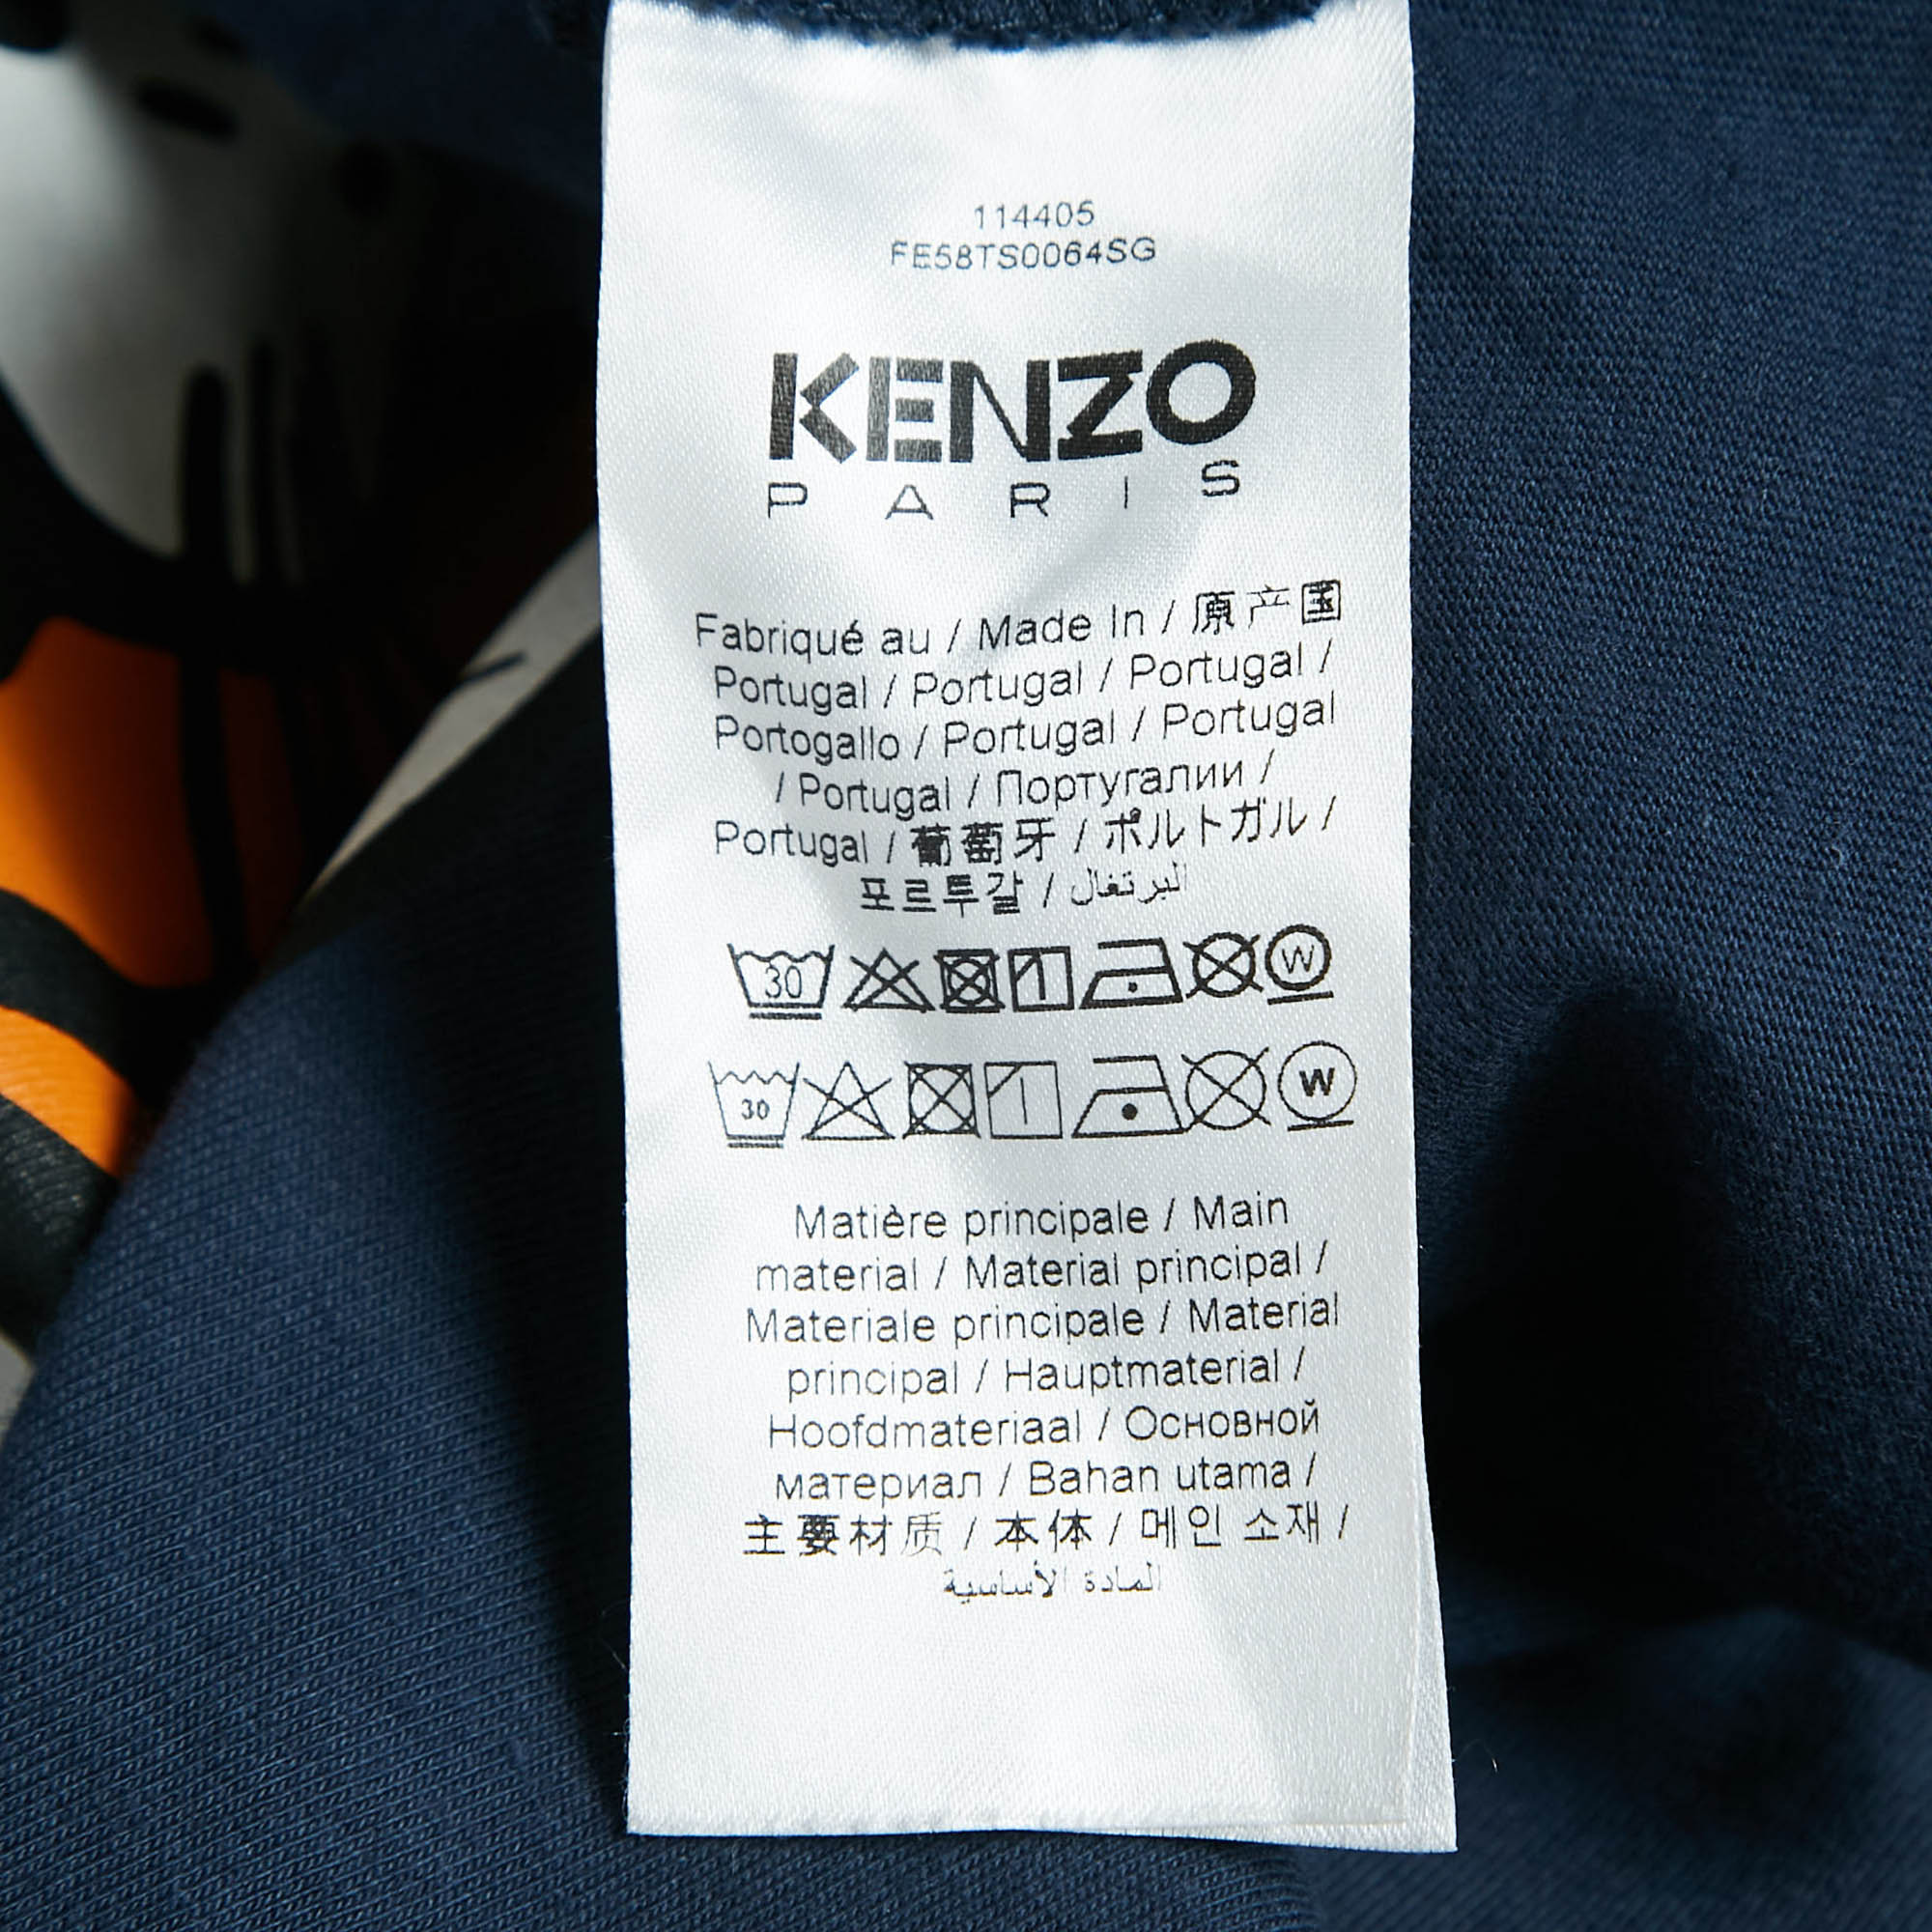 114405
FE58TS0064SG
KENZO
PARIS
Fabriqué au / Made In / 原产国
Portugal / Portugal / Portugal /
Portogallo / Portugal / Portugal
/ Portugal / Португалии /
Portugal / 葡萄牙 / ポルトガル /
포르투갈 / البرتغال
30 W
30 W
Matière principale / Main
material / Material principal /
Materiale principale / Material
principal / Hauptmaterial /
Hoofdmateriaal / Основной
материал / Bahan utama /
主要材质 / 本体 / 메인 소재 /
المادة الأساسية